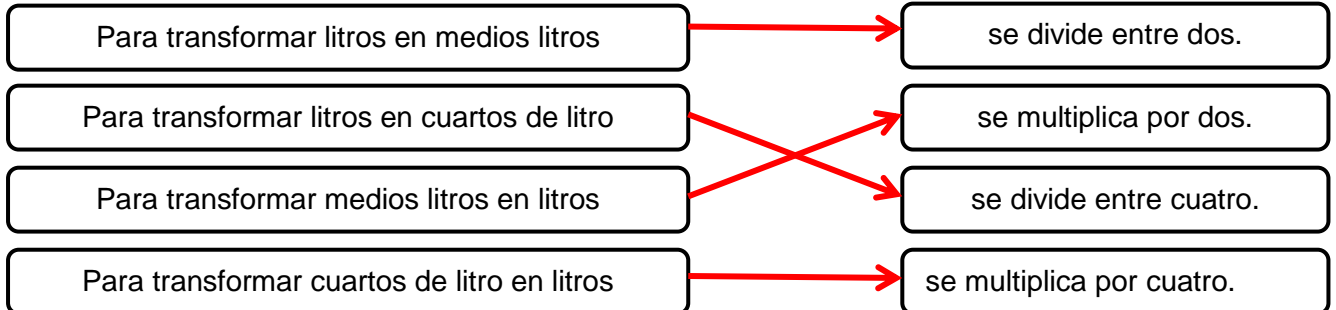 Para transformar litros en medios litros
se divide entre dos.
Para transformar litros en cuartos de litro
se multiplica por dos.
Para transformar medios litros en litros
se divide entre cuatro.
Para transformar cuartos de litro en litros
se multiplica por cuatro.